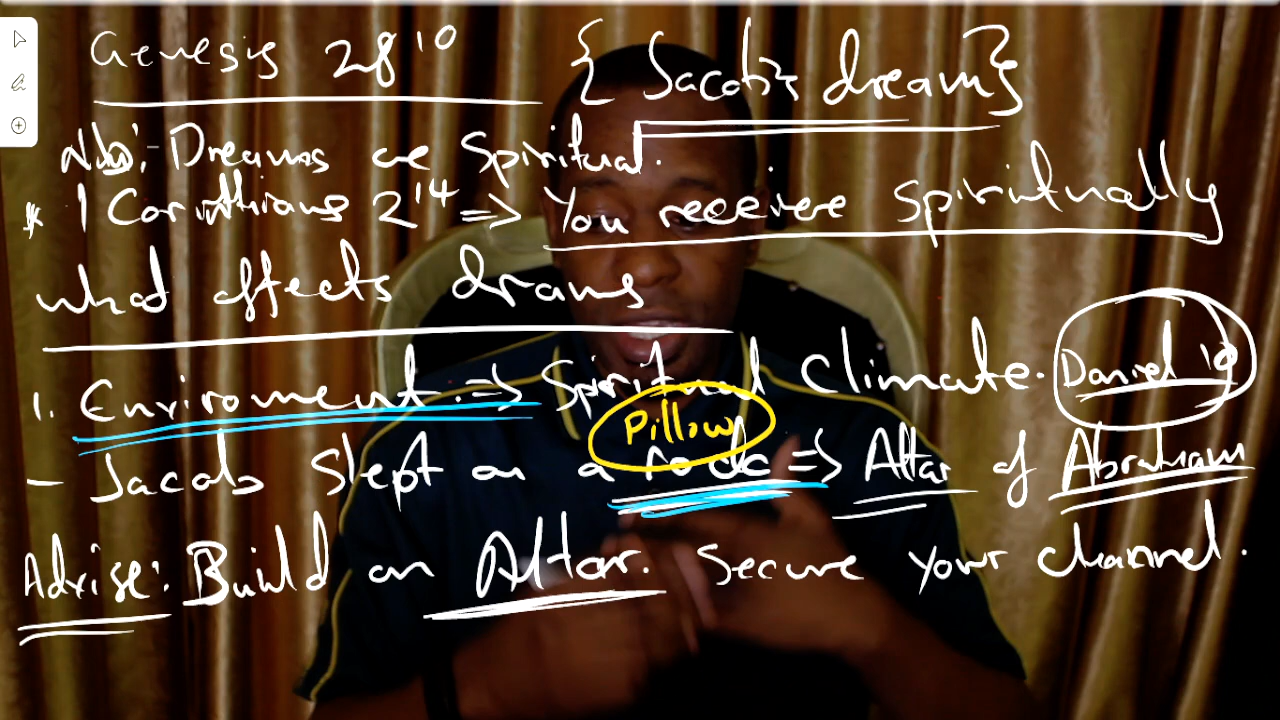 Genesis 28¹⁰ {Jacob's dream}
Nb:- Dreams are Spiritual.
* 1 Corinthians 2¹⁴ => You receive spiritually
what affects drams
1. Enviroment. => Spiritual Climate. Daniel 10
Pillow
- Jacob Slept on a rock => Altar of Abraham
Advise: Build an Altar. Secure your channel.